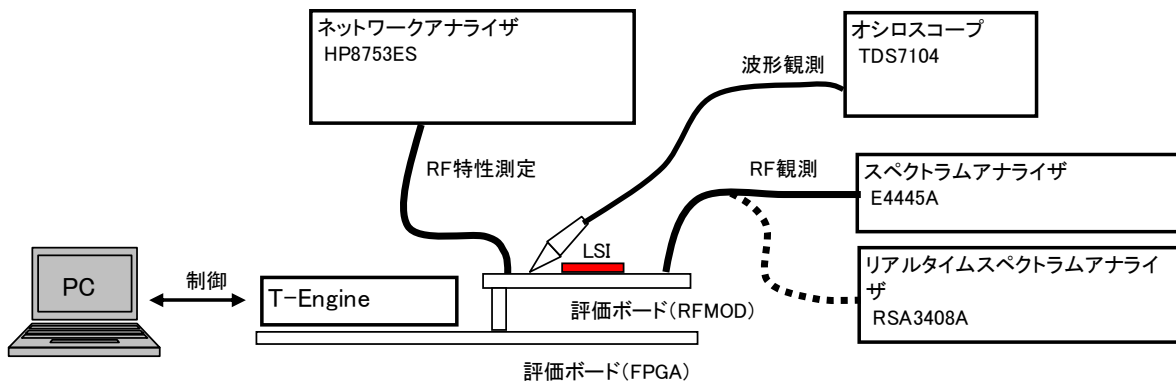 ネットワークアナライザ
HP8753ES
オシロスコープ
TDS7104
波形観測
RF特性測定
RF観測
スペクトラムアナライザ
E4445A
LSI
PC
制御
T-Engine
評価ボード(RFMOD)
リアルタイムスペクトラムアナライ
ザ
RSA3408A
評価ボード(FPGA)